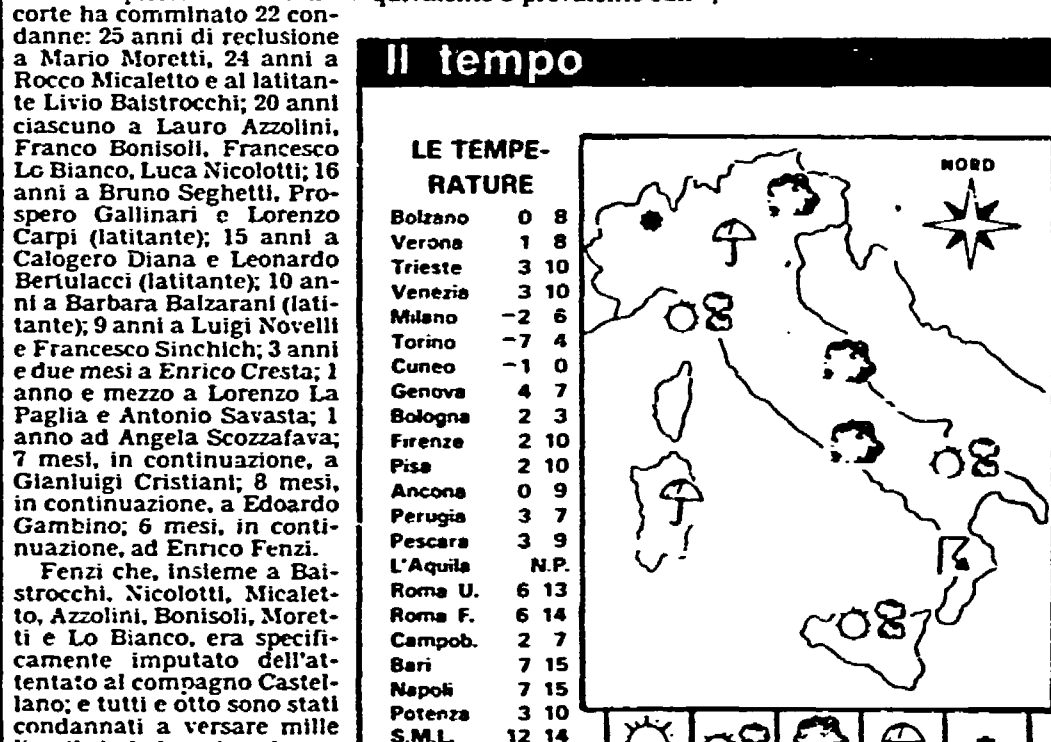 corte ha comminato 22 con-
danne: 25 anni di reclusione
a Mario Moretti, 24 anni a
Rocco Micaletto e al latitan-
te Livio Baistrocchi; 20 anni
ciascuno a Lauro Azzolini,
Franco Bonisoli, Francesco
Lo Bianco, Luca Nicolotti; 16
anni a Bruno Seghetti, Pro-
spero Gallinari e Lorenzo
Carpi (latitante); 15 anni a
Calogero Diana e Leonardo
Bertulacci (latitante); 10 an-
ni a Barbara Balzarani (lati-
tante); 9 anni a Luigi Novelli
e Francesco Sinchich; 3 anni
e due mesi a Enrico Cresta; 1
anno e mezzo a Lorenzo La
Paglia e Antonio Savasta; 1
anno ad Angela Scozzafava;
7 mesi, in continuazione, a
Gianluigi Cristiani; 8 mesi,
in continuazione, a Edoardo
Gambino; 6 mesi, in conti-
nuazione, ad Enrico Fenzi.
Fenzi che, insieme a Bai-
strocchi, Nicolotti, Micalet-
to, Azzolini, Bonisoli, Moret-
ti e Lo Bianco, era specifi-
camente imputato dell'at-
tentato al compagno Castel-
lano; e tutti e otto sono stati
condannati a versare mille
Il tempo
LE TEMPE-
RATURE
Bolzano 0 8
Verona 1 8
Trieste 3 10
Venezia 3 10
Milano -2 6
Torino -7 4
Cuneo -1 0
Genova 4 7
Bologna 2 3
Firenze 2 10
Pisa 2 10
Ancona 0 9
Perugia 3 7
Pescara 3 9
L'Aquila N.P.
Roma U. 6 13
Roma F. 6 14
Campob. 2 7
Bari 7 15
Napoli 7 15
Potenza 3 10
S.M.L. 12 14
NORD